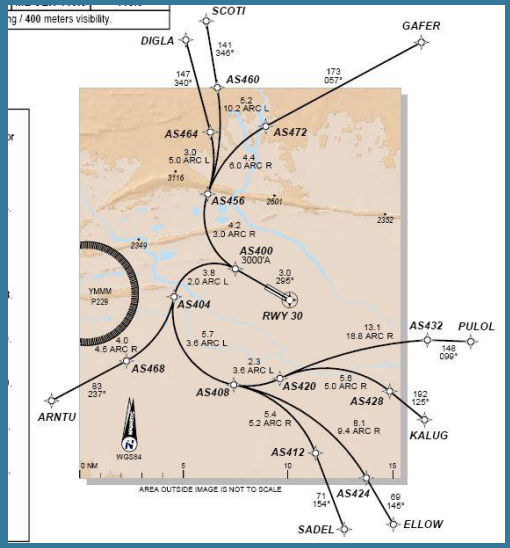 ng / 400 meters visibility.
SCOTI
DIGLA
GAFER
141
346°
147
340°
173
057°
AS460
5.2
10.2 ARC L
AS464
AS472
3.0
5.0 ARC L
4.4
6.0 ARC R
3116
AS456
2601
2352
4.2
3.0 ARC R
2349
AS400
3000'A
3.8
2.0 ARC L
3.0
295°
YMMM
P229
AS404
RWY 30
5.7
3.6 ARC L
13.1
18.8 ARC R
AS432
PULOL
148
099°
4.0
4.5 ARC R
2.3
3.6 ARC L
AS468
AS408
AS420
5.6
5.0 ARC R
AS428
83
237°
192
125°
ARNTU
5.4
5.2 ARC R
8.1
9.4 ARC R
KALUG
N
WGS84
AS412
0 NM
5
10
15
AS424
AREA OUTSIDE IMAGE IS NOT TO SCALE
71
154°
69
145°
SADEL
ELLOW